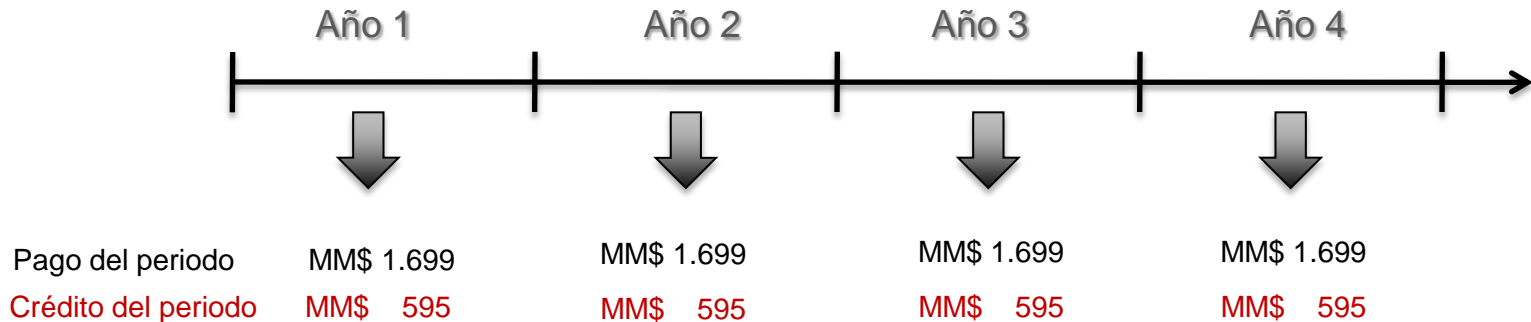 Año 1 Año 2 Año 3 Año 4
Pago del periodo MM$ 1.699 MM$ 1.699 MM$ 1.699 MM$ 1.699
Crédito del periodo MM$ 595 MM$ 595 MM$ 595 MM$ 595